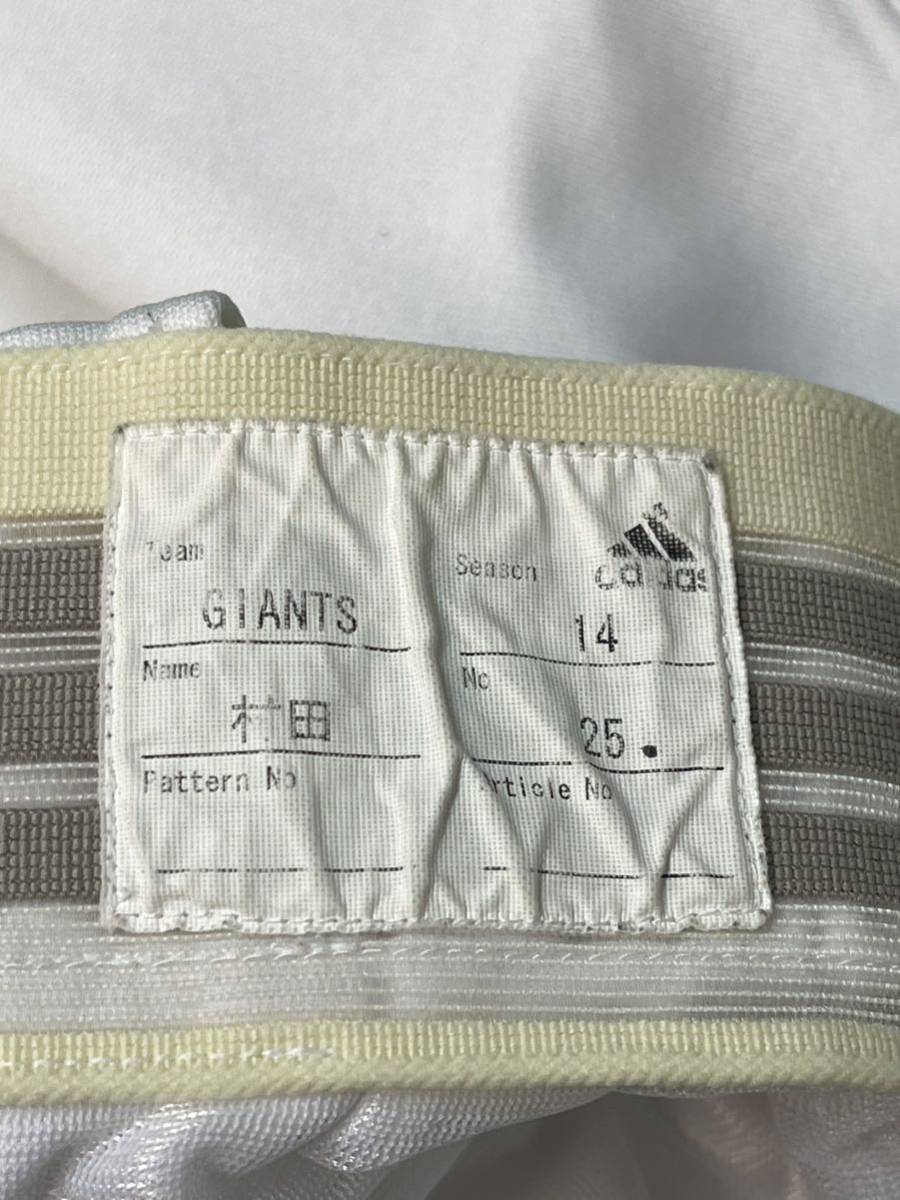 Team
GIANTS
Name
村田
Pattern No
Season
14
No
25.
Article No
adidas